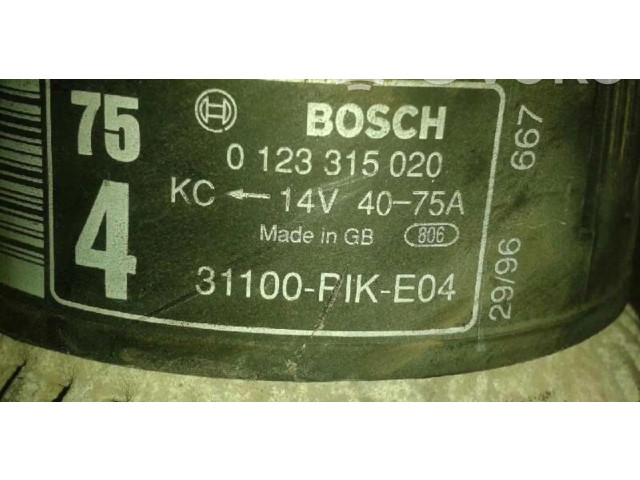 75
4
BOSCH
0 123 315 020
KC ← 14V 40-75A
Made in GB 806
31100-PIK-E04
667
29/96